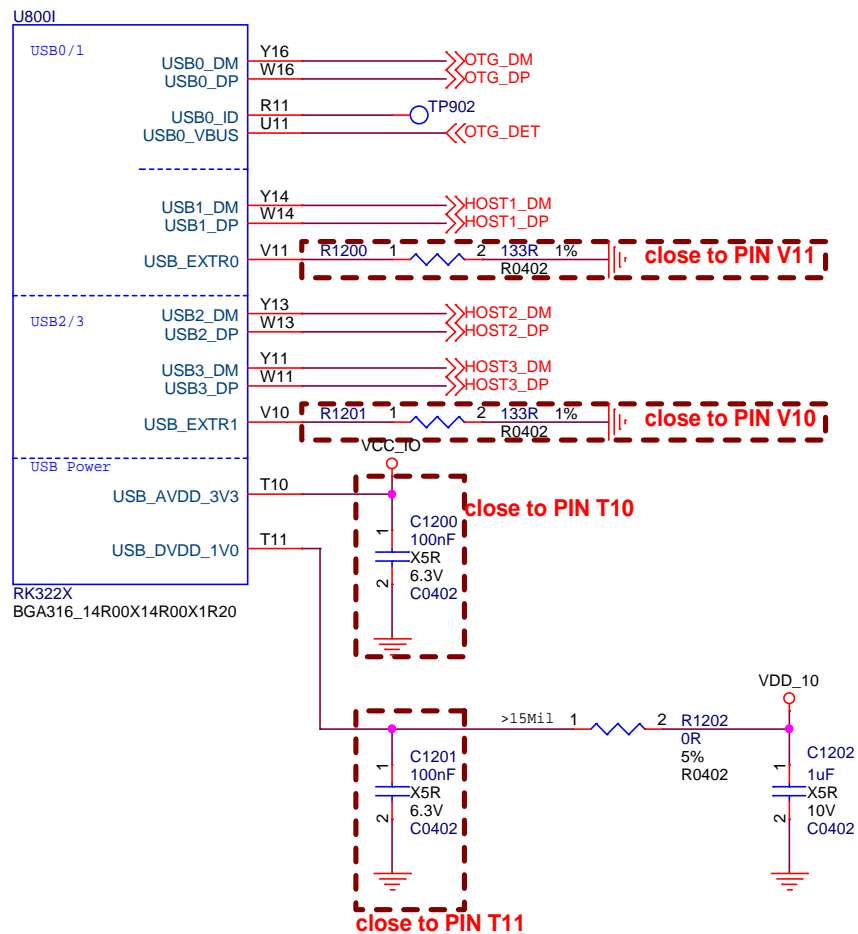 U800I
USB0/1
USB0_DM Y16 OTG_DM
USB0_DP W16 OTG_DP
USB0_ID R11 TP902
USB0_VBUS U11 OTG_DET
USB1_DM Y14 HOST1_DM
USB1_DP W14 HOST1_DP
USB_EXTR0 V11 R1200 1 2 133R 1% close to PIN V11
R0402
USB2/3
USB2_DM Y13 HOST2_DM
USB2_DP W13 HOST2_DP
USB3_DM Y11 HOST3_DM
USB3_DP W11 HOST3_DP
USB_EXTR1 V10 R1201 1 2 133R 1% close to PIN V10
R0402
VCC_IO
USB Power
USB_AVDD_3V3 T10
close to PIN T10
USB_DVDD_1V0 T11
1 C1200
100nF
X5R
2 6.3V
C0402
RK322X
BGA316_14R00X14R00X1R20
VDD_10
>15Mil 1 2 R1202
0R
5%
R0402
1 C1201
100nF
X5R
2 6.3V
C0402
1 C1202
1uF
X5R
2 10V
C0402
close to PIN T11